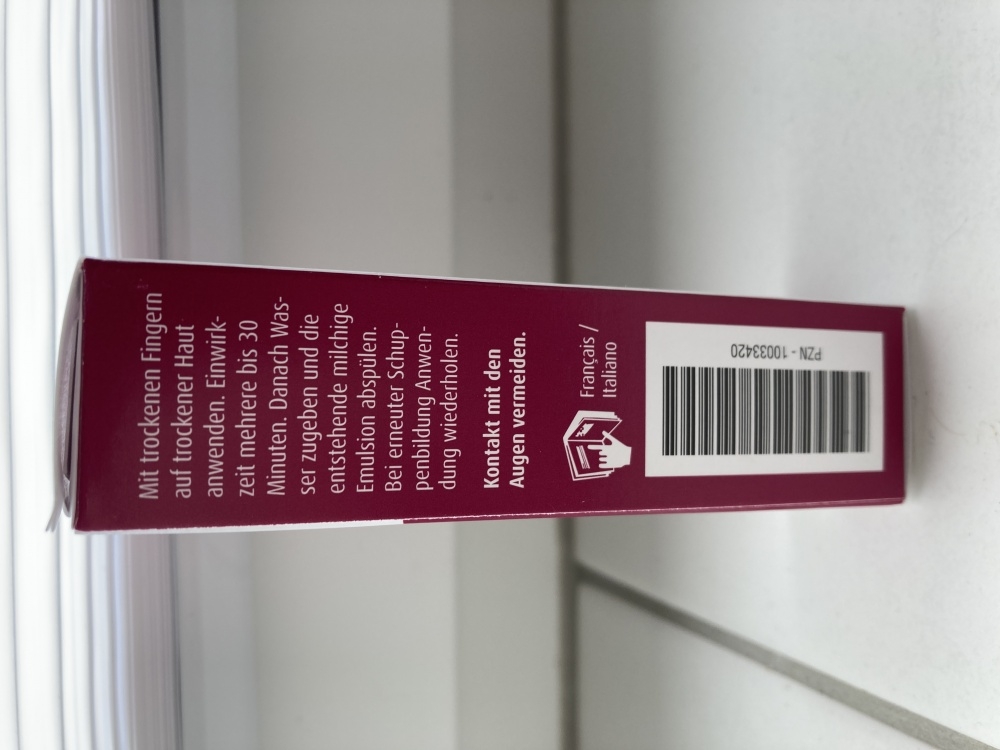 Mit trockenen Fingern
auf trockener Haut
anwenden. Einwirk-
zeit mehrere bis 30
Minuten. Danach Was-
ser zugeben und die
entstehende milchige
Emulsion abspülen.
Bei erneuter Schup-
penbildung Anwen-
dung wiederholen.
Kontakt mit den
Augen vermeiden.
Français /
Italiano
PZN - 10033420